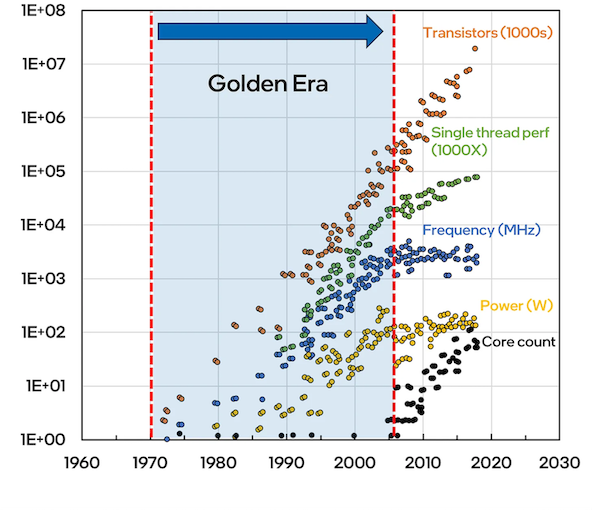 1E+08
Transistors (1000s)
1E+07
Golden Era
1E+06
Single thread perf
(1000X)
1E+05
1E+04
Frequency (MHz)
1E+03
Power (W)
1E+02
Core count
1E+01
1E+00
1960 1970 1980 1990 2000 2010 2020 2030